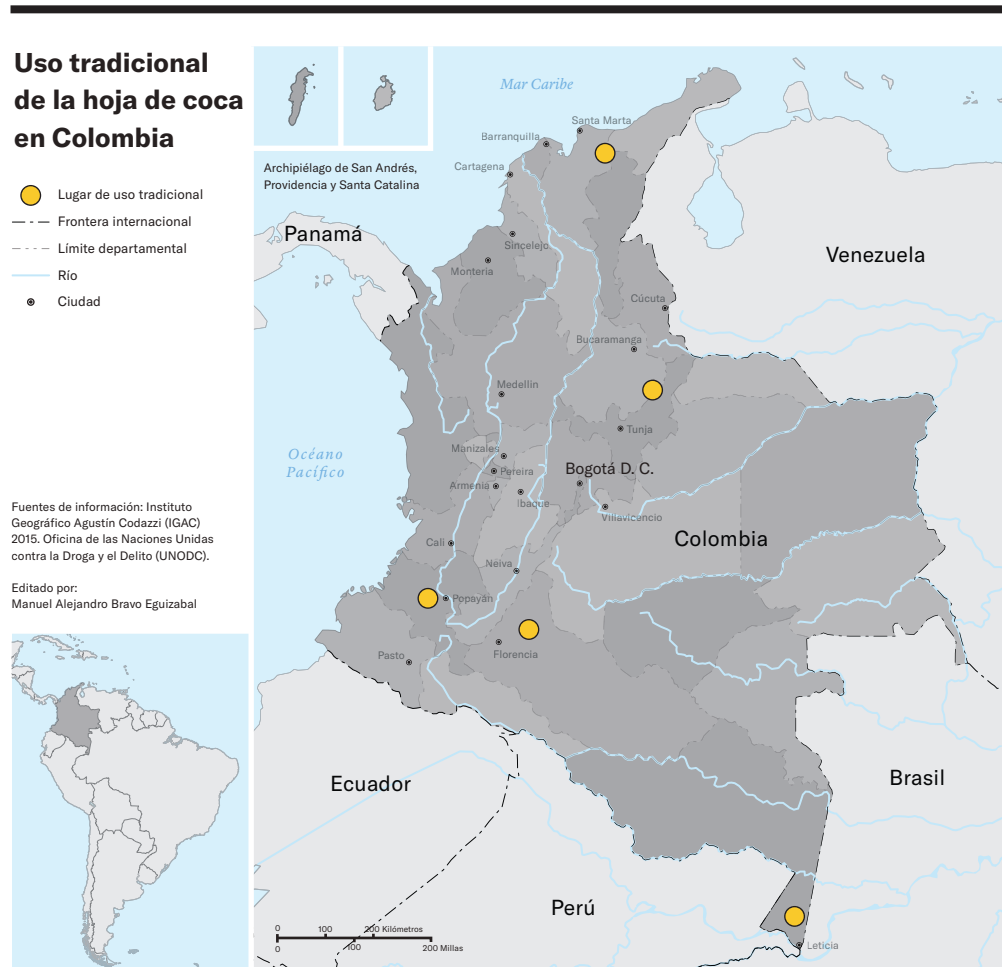 Uso tradicional
de la hoja de coca
en Colombia
Lugar de uso tradicional
Frontera internacional
Límite departamental
Río
Ciudad
Fuentes de información: Instituto
Geográfico Agustín Codazzi (IGAC)
2015. Oficina de las Naciones Unidas
contra la Droga y el Delito (UNODC).
Editado por:
Manuel Alejandro Bravo Eguizabal
Archipiélago de San Andrés,
Providencia y Santa Catalina
Mar Caribe
Santa Marta
Barranquilla
Cartagena
Panamá
Sincelejo
Venezuela
Monteria
Cúcuta
Bucaramanga
Medellin
Tunja
Océano
Pacífico
Manizales
Pereira
Bogotá D. C.
Armenia
Ibaque
Villavicencio
Cali
Colombia
Neiva
Popayán
Pasto
Florencia
Ecuador
Brasil
Perú
Leticia
0 100 200 Kilómetros
0 100 200 Millas